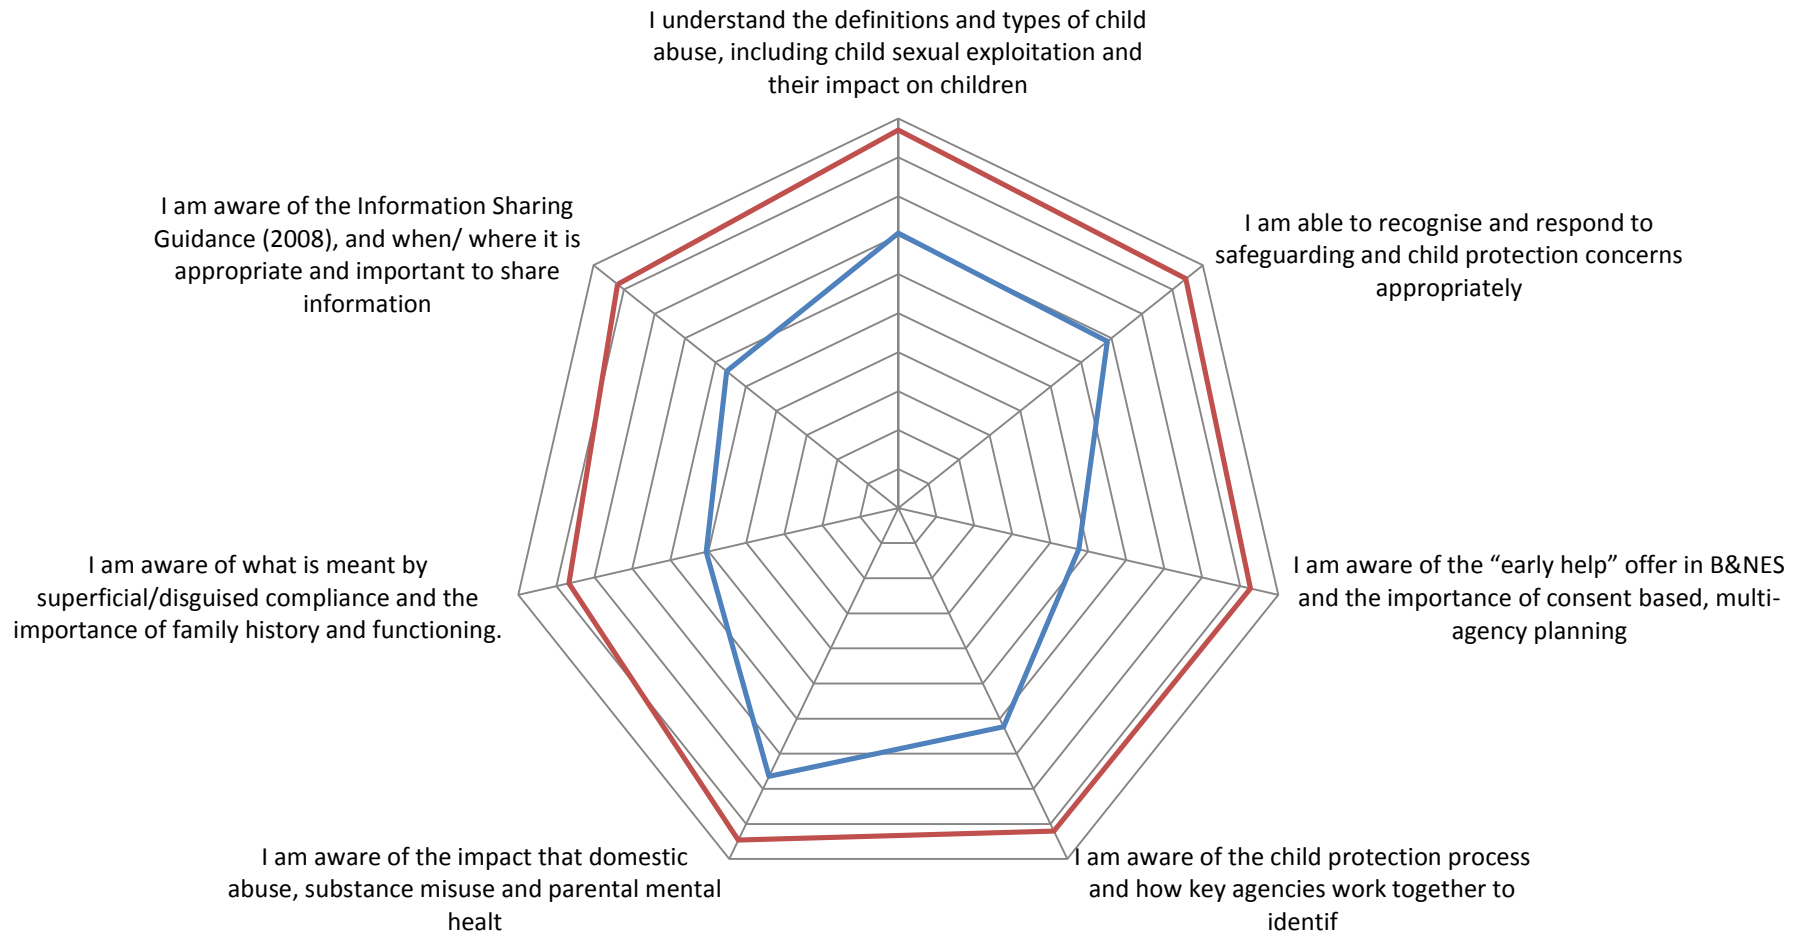 I understand the definitions and types of child
abuse, including child sexual exploitation and
their impact on children
I am able to recognise and respond to
safeguarding and child protection concerns
appropriately
I am aware of the “early help” offer in B&NES
and the importance of consent based, multi-
agency planning
I am aware of the child protection process
and how key agencies work together to
identif
I am aware of the impact that domestic
abuse, substance misuse and parental mental
healt
I am aware of what is meant by
superficial/disguised compliance and the
importance of family history and functioning.
I am aware of the Information Sharing
Guidance (2008), and when/ where it is
appropriate and important to share
information